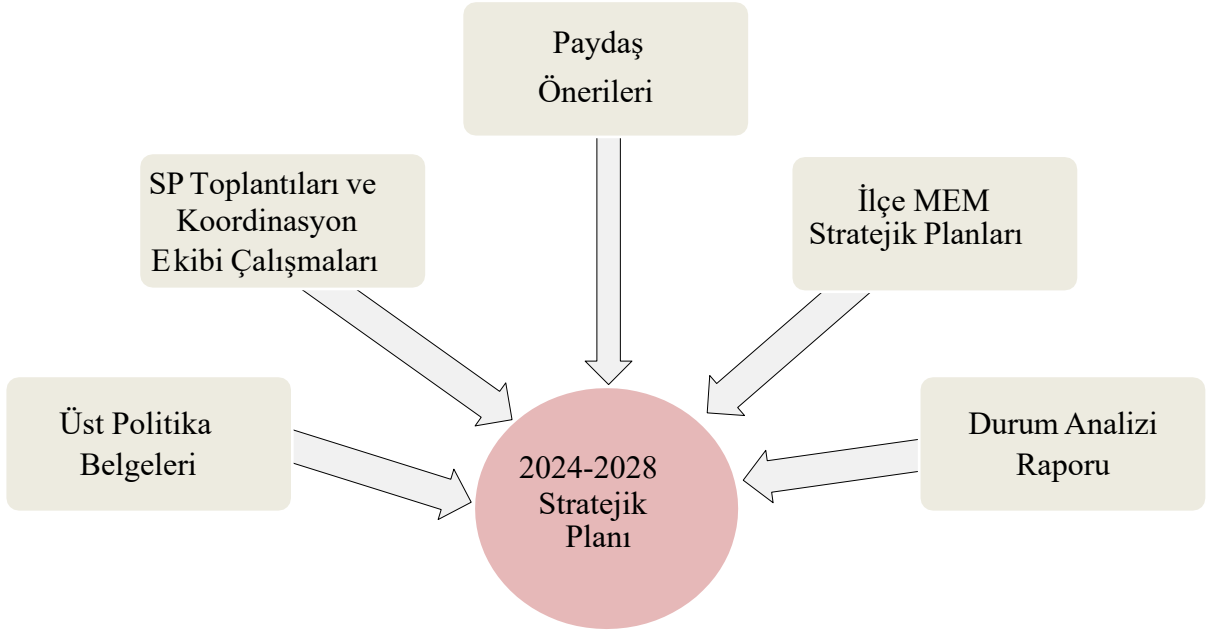 Paydaş
Önerileri
SP Toplantıları ve
Koordinasyon
Ekibi Çalışmaları
İlçe MEM
Stratejik Planları
Üst Politika
Belgeleri
2024-2028
Stratejik
Planı
Durum Analizi
Raporu